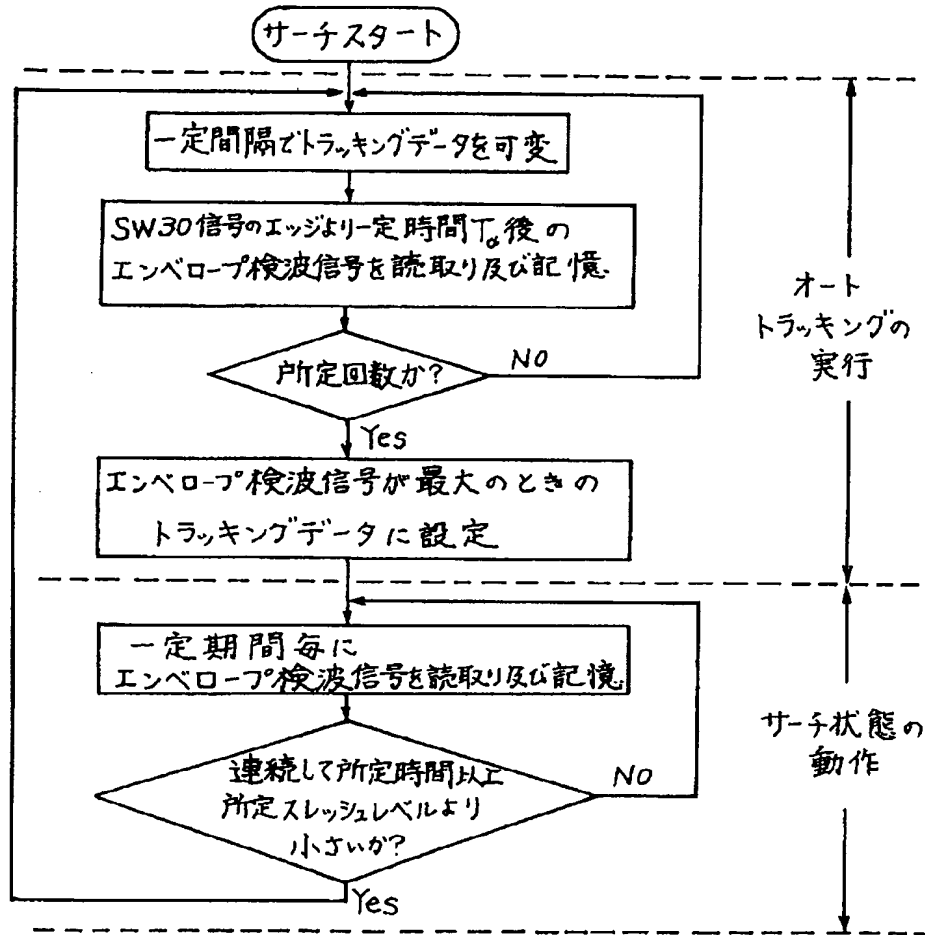 サーチスタート
一定間隔でトラッキングデータを可変
SW30信号のエッジより一定時間Tα後の
エンベロープ検波信号を読取り及び記憶.
所定回数か?
NO
Yes
エンベロープ検波信号が最大のときの
トラッキングデータに設定
オート
トラッキングの
実行
一定期間毎に
エンベロープ検波信号を読取り及び記憶.
連続して所定時間以上
所定スレッシュレベルより
小さいか?
NO
Yes
サーチ状態の
動作